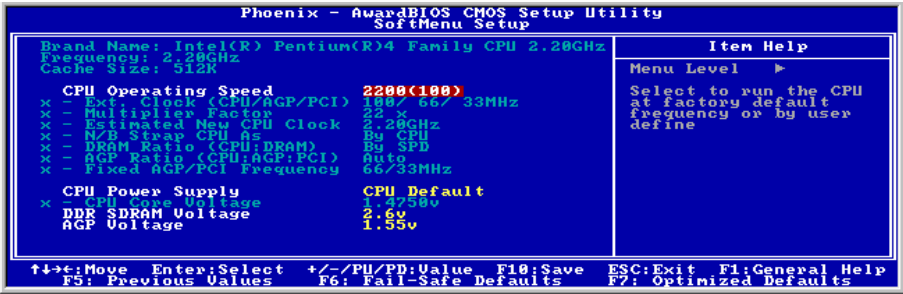 Phoenix - AwardBIOS CMOS Setup Utility
SoftMenu Setup
Brand Name: Intel(R) Pentium(R)4 Family CPU 2.20GHz
Frequency: 2.20GHz
Cache Size: 512K
CPU Operating Speed 2200(100)
x - Ext. Clock (CPU/AGP/PCI) 100/ 66/ 33MHz
x - Multiplier Factor 22 x
x - Estimated New CPU Clock 2.20GHz
x - N/B Strap CPU As By CPU
x - DRAM Ratio (CPU:DRAM) By SPD
x - AGP Ratio (CPU:AGP:PCI) Auto
x - Fixed AGP/PCI Frequency 66/33MHz
CPU Power Supply CPU Default
x - CPU Core Voltage 1.4750v
DDR SDRAM Voltage 2.6v
AGP Voltage 1.55v
Item Help
Menu Level ►
Select to run the CPU
at factory default
frequency or by user
define
↑↓→←:Move Enter:Select +/-/PU/PD:Value F10:Save ESC:Exit F1:General Help
F5: Previous Values F6: Fail-Safe Defaults F7: Optimized Defaults